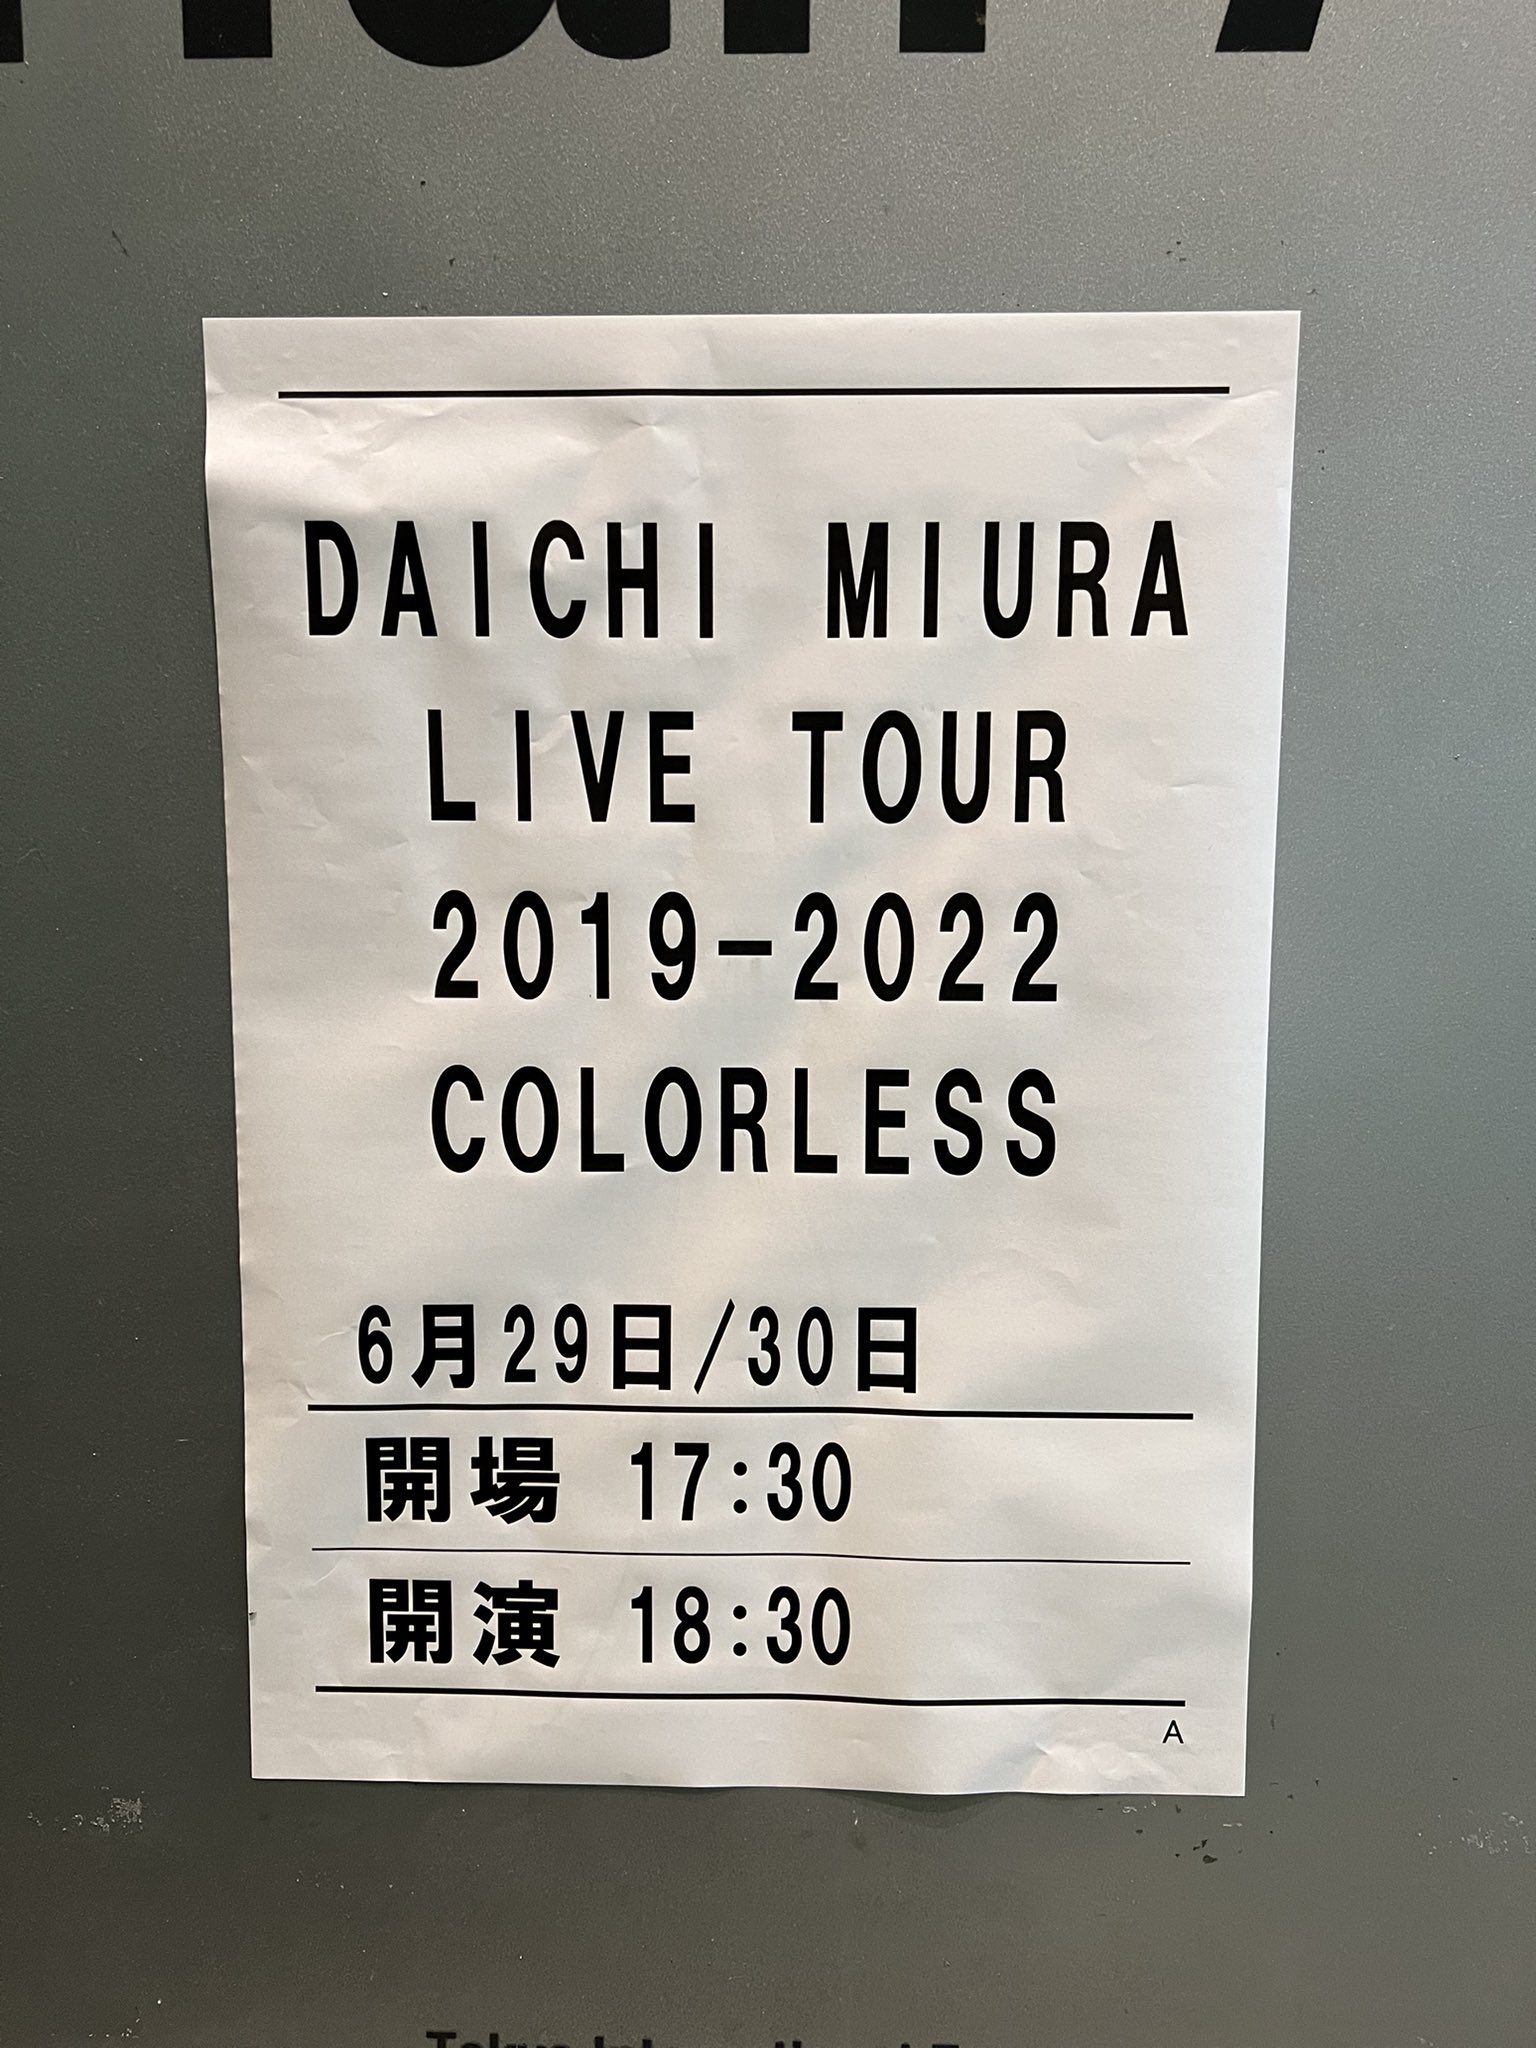 DAICHI MIURA
LIVE TOUR
2019-2022
COLORLESS
6月29日/30日
開場 17:30
開演 18:30
A